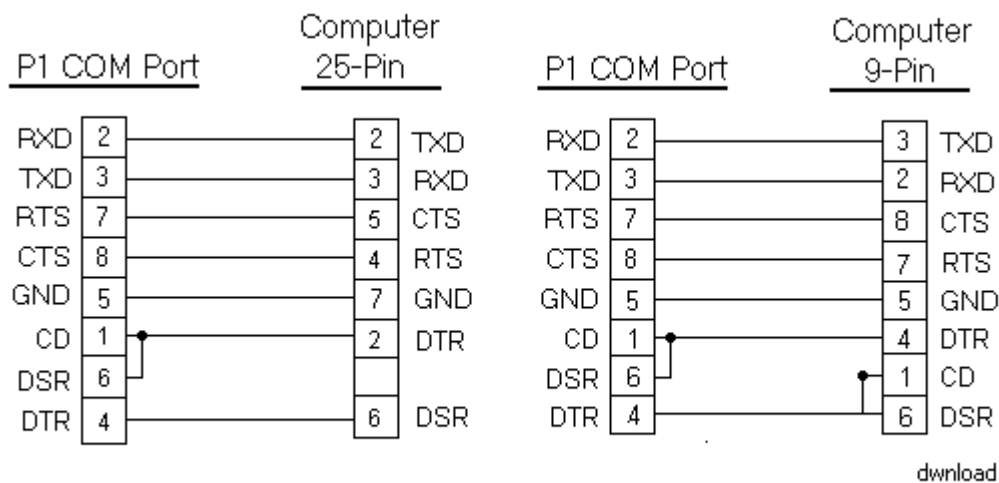 P1 COM Port Computer 25-Pin
RXD 2 2 TXD
TXD 3 3 RXD
RTS 7 5 CTS
CTS 8 4 RTS
GND 5 7 GND
CD 1 2 DTR
DSR 6
DTR 4 6 DSR
P1 COM Port Computer 9-Pin
RXD 2 3 TXD
TXD 3 2 RXD
RTS 7 8 CTS
CTS 8 7 RTS
GND 5 5 GND
CD 1 4 DTR
DSR 6 1 CD
DTR 4 6 DSR
dwnload